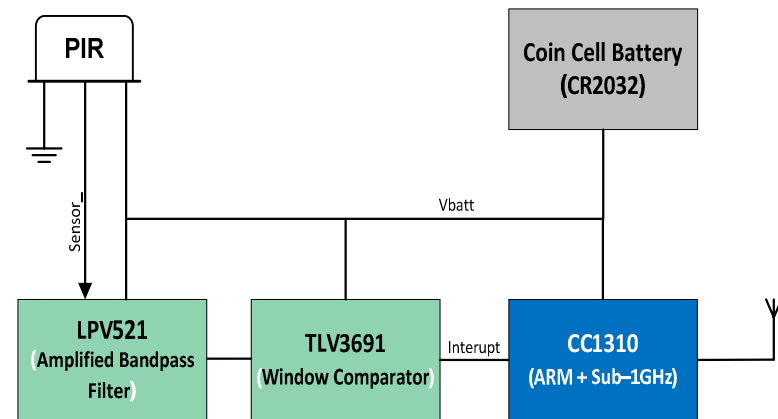 PIR
Coin Cell Battery
(CR2032)
Vbatt
Sensor_
LPV521
(Amplified Bandpass
Filter)
TLV3691
(Window Comparator)
Interupt
CC1310
(ARM + Sub–1GHz)